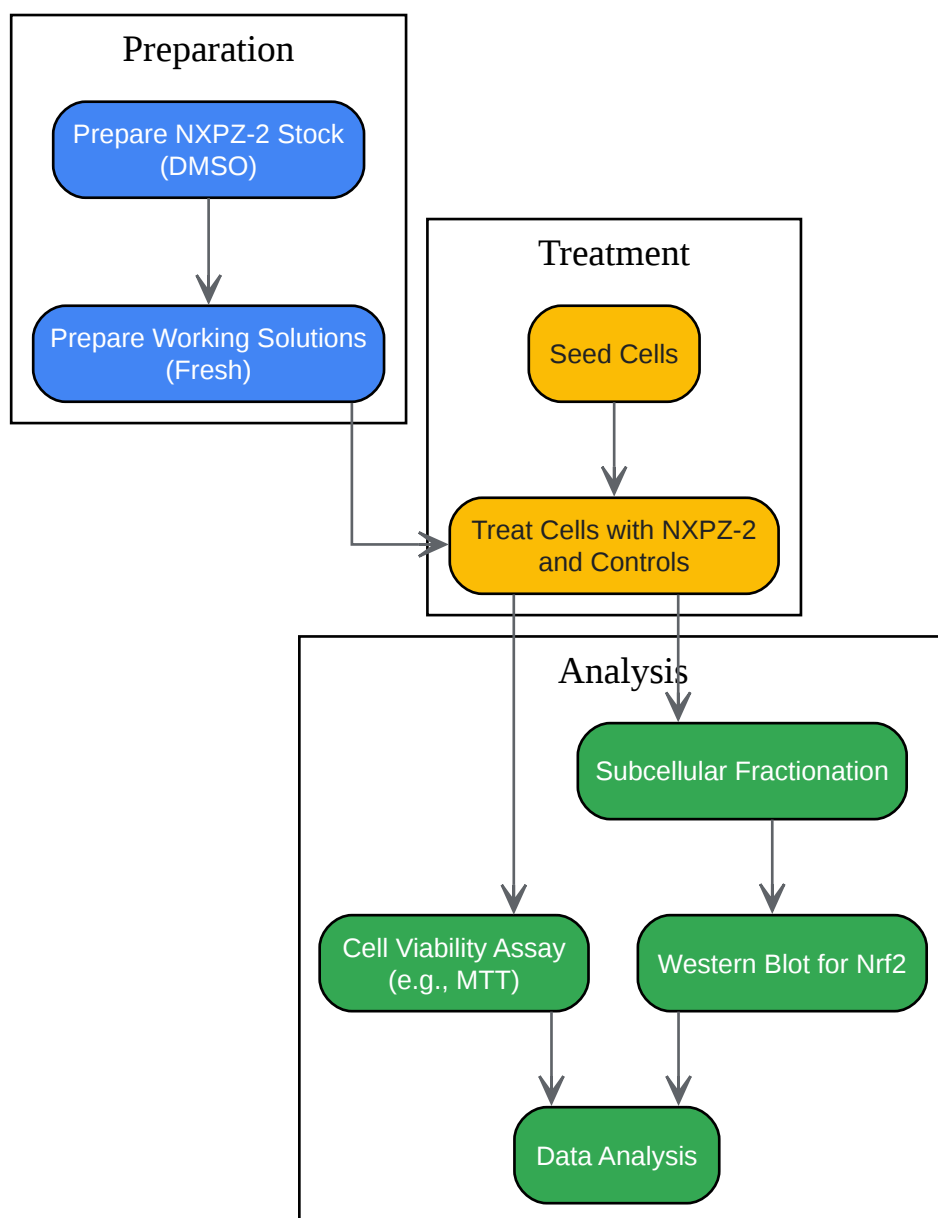 Preparation
Prepare NXPZ-2 Stock
(DMSO)
Prepare Working Solutions
(Fresh)
Treatment
Seed Cells
Treat Cells with NXPZ-2
and Controls
Analysis
Subcellular Fractionation
Cell Viability Assay
(e.g., MTT)
Western Blot for Nrf2
Data Analysis